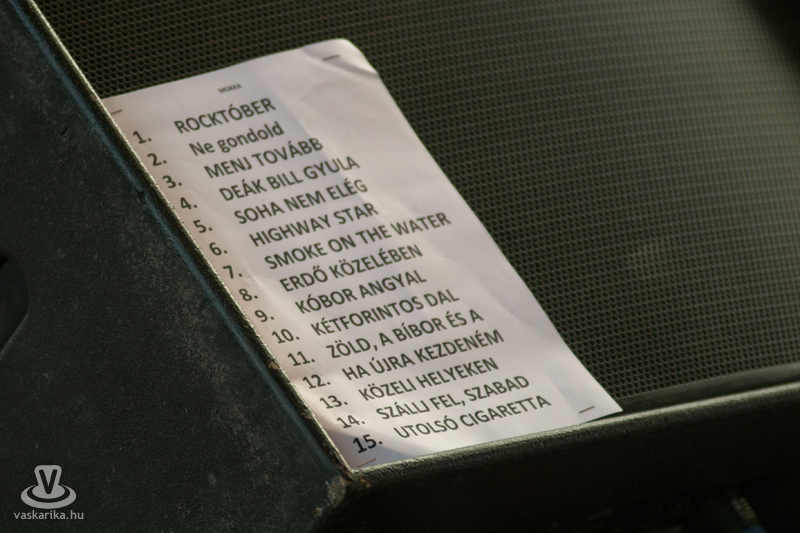 MOKKA
1. ROCKTÓBER
2. Ne gondold
3. MENJ TOVÁBB
4. DEÁK BILL GYULA
5. SOHA NEM ELÉG
6. HIGHWAY STAR
7. SMOKE ON THE WATER
8. ERDŐ KÖZELÉBEN
9. KÓBOR ANGYAL
10. KÉTFORINTOS DAL
11. ZÖLD, A BÍBOR ÉS A
12. HA ÚJRA KEZDENÉM
13. KÖZELI HELYEKEN
14. SZÁLLJ FEL, SZABAD
15. UTOLSÓ CIGARETTA
V
vaskarika.hu